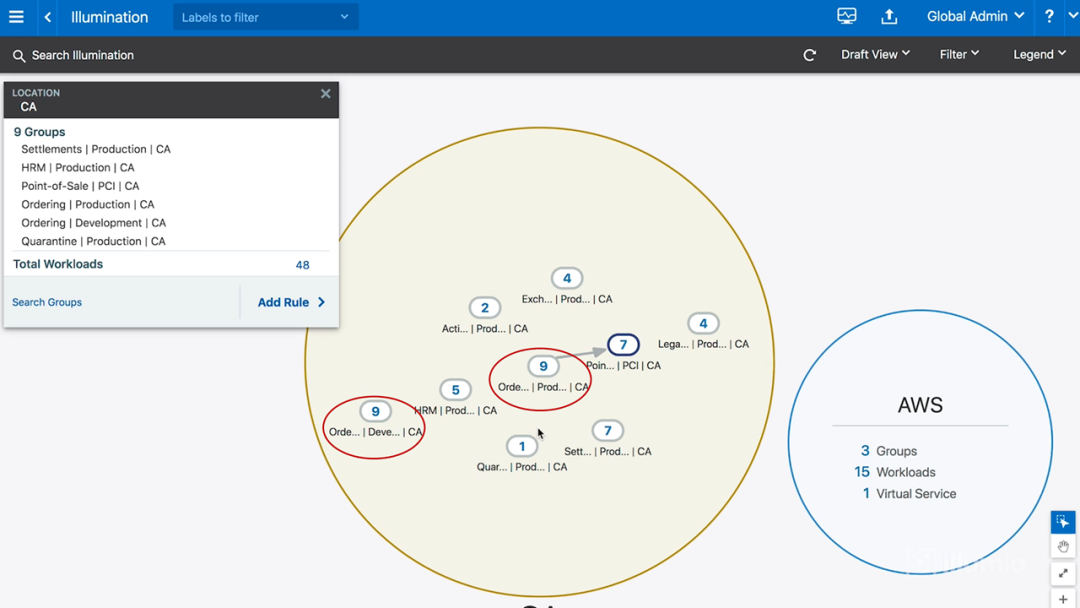 Illumination
Labels to filter
Global Admin
?
Search Illumination
Draft View
Filter
Legend
LOCATION
CA
9 Groups
Settlements | Production | CA
HRM | Production | CA
Point-of-Sale | PCI | CA
Ordering | Production | CA
Ordering | Development | CA
Quarantine | Production | CA
Total Workloads 48
Search Groups
Add Rule
4
Exch... | Prod... | CA
2
Acti... | Prod... | CA
4
Lega... | Prod... | CA
7
Poin... | PCI | CA
9
Orde... | Prod... | CA
5
HRM | Prod... | CA
9
Orde... | Deve... | CA
7
Sett... | Prod... | CA
1
Quar... | Prod... | CA
AWS
3 Groups
15 Workloads
1 Virtual Service